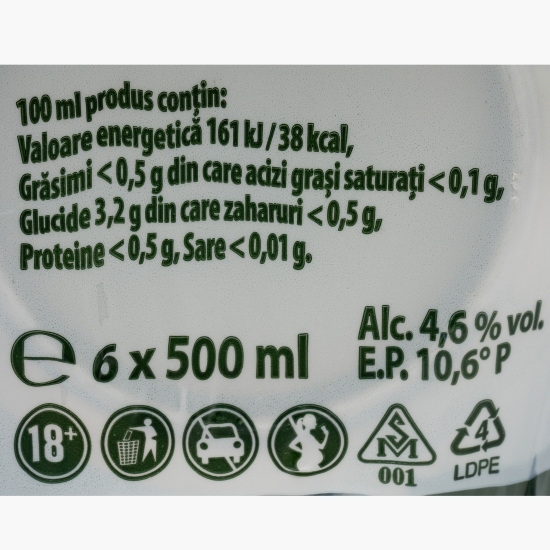 100 ml produs conțin:
Valoare energetică 161 kJ / 38 kcal,
Grăsimi < 0,5 g din care acizi grași saturați < 0,1 g,
Glucide 3,2 g din care zaharuri < 0,5 g,
Proteine < 0,5 g, Sare < 0,01 g.
Alc. 4,6 % vol.
E.P. 10,6° P
℮ 6 x 500 ml
18+
SM
001
4
LDPE